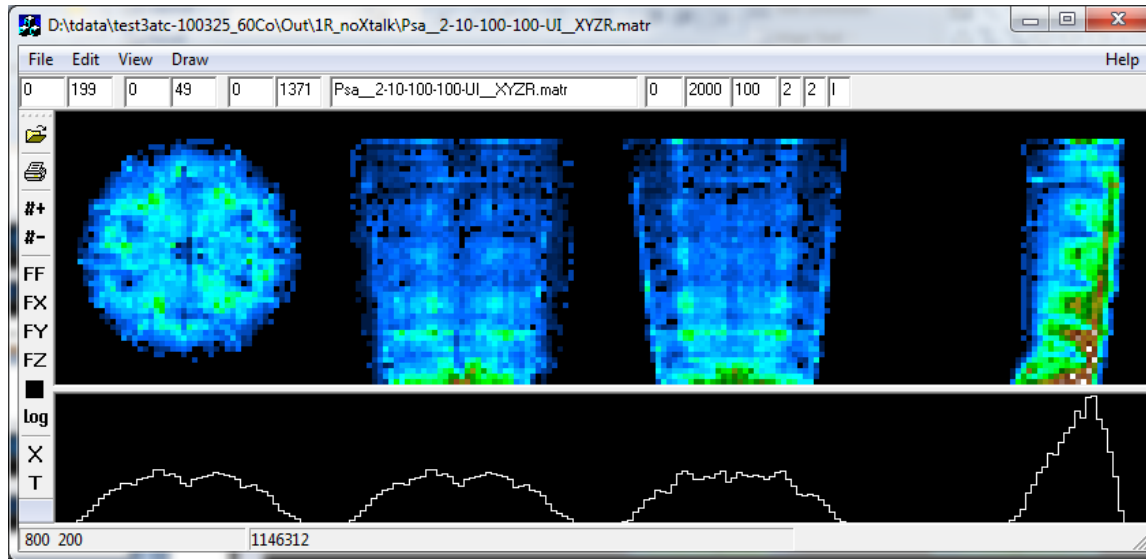 D:\tdata\test3atc-100325_60Co\Out\1R_noXtalk\Psa__2-10-100-100-UI__XYZR.matr
File Edit View Draw Help
0 199 0 49 0 1371 Psa__2-10-100-100-UI__XYZR.matr 0 2000 100 2 2 I
#+
#-
FF
FX
FY
FZ
log
X
T
800 200 1146312